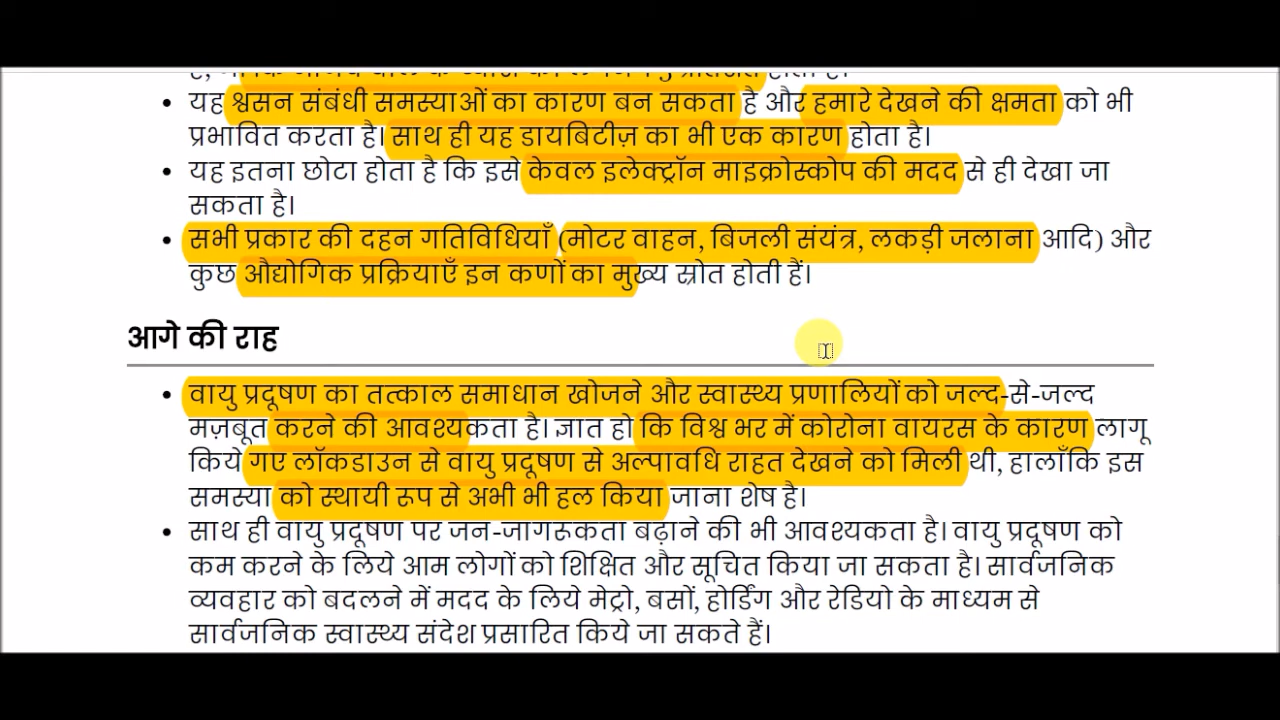 यह श्वसन संबंधी समस्याओं का कारण बन सकता है और हमारे देखने की क्षमता को भी
प्रभावित करता है। साथ ही यह डायबिटीज़ का भी एक कारण होता है।
यह इतना छोटा होता है कि इसे केवल इलेक्ट्रॉन माइक्रोस्कोप की मदद से ही देखा जा
सकता है।
सभी प्रकार की दहन गतिविधियाँ (मोटर वाहन, बिजली संयंत्र, लकड़ी जलाना आदि) और
कुछ औद्योगिक प्रक्रियाएँ इन कणों का मुख्य स्रोत होती हैं।
आगे की राह
वायु प्रदूषण का तत्काल समाधान खोजने और स्वास्थ्य प्रणालियों को जल्द-से-जल्द
मज़बूत करने की आवश्यकता है। ज्ञात हो कि विश्व भर में कोरोना वायरस के कारण लागू
किये गए लॉकडाउन से वायु प्रदूषण से अल्पावधि राहत देखने को मिली थी, हालाँकि इस
समस्या को स्थायी रूप से अभी भी हल किया जाना शेष है।
साथ ही वायु प्रदूषण पर जन-जागरूकता बढ़ाने की भी आवश्यकता है। वायु प्रदूषण को
कम करने के लिये आम लोगों को शिक्षित और सूचित किया जा सकता है। सार्वजनिक
व्यवहार को बदलने में मदद के लिये मेट्रो, बसों, होर्डिंग और रेडियो के माध्यम से
सार्वजनिक स्वास्थ्य संदेश प्रसारित किये जा सकते हैं।